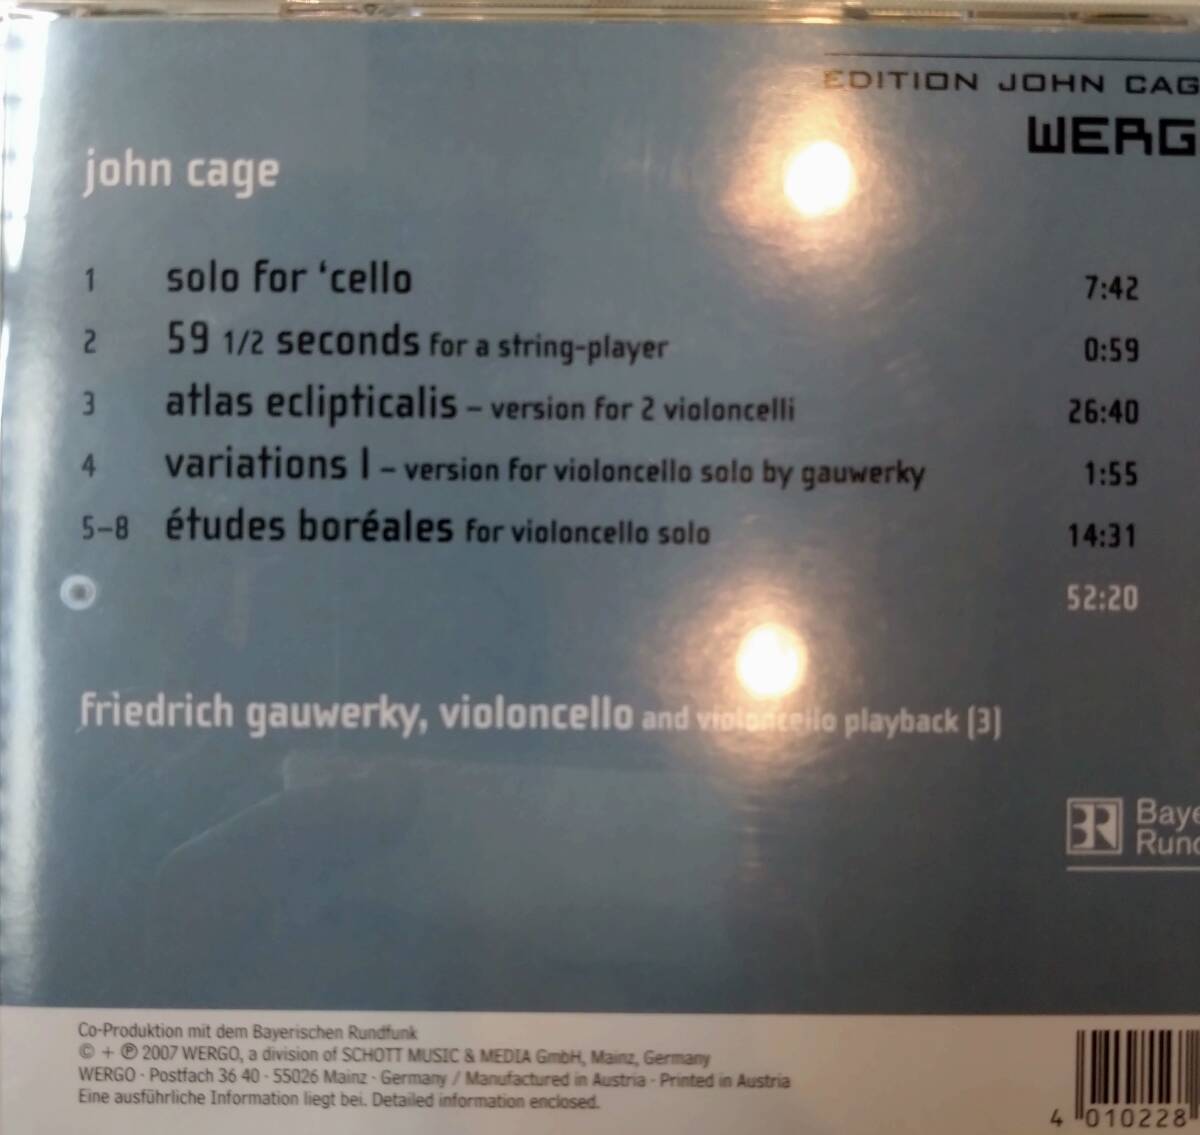 EDITION JOHN CAG
WERG
john cage
1 solo for ‘cello 7:42
2 59 1/2 seconds for a string-player 0:59
3 atlas eclipticalis – version for 2 violoncelli 26:40
4 variations I – version for violoncello solo by gauwerky 1:55
5–8 études boréales for violoncello solo 14:31
52:20
friedrich gauwerky, violoncello and violoncello playback (3)
BR Baye
Rund
Co-Produktion mit dem Bayerischen Rundfunk
© + ℗ 2007 WERGO, a division of SCHOTT MUSIC & MEDIA GmbH, Mainz, Germany
WERGO · Postfach 36 40 · 55026 Mainz · Germany / Manufactured in Austria · Printed in Austria
Eine ausführliche Information liegt bei. Detailed information enclosed.
4 010228